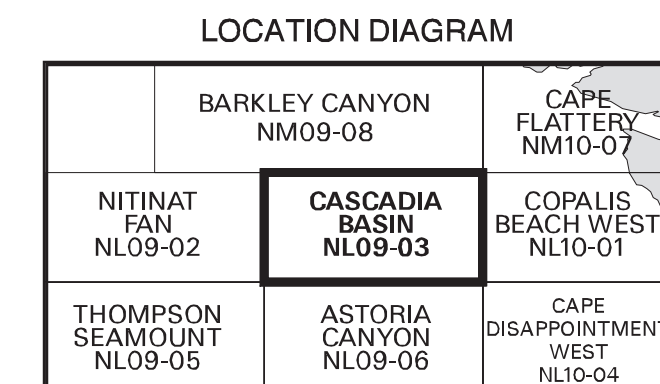 LOCATION DIAGRAM
BARKLEY CANYON
NM09-08
CAPE
FLATTERY
NM10-07
NITINAT
FAN
NL09-02
CASCADIA
BASIN
NL09-03
COPALIS
BEACH WEST
NL10-01
THOMPSON
SEAMOUNT
NL09-05
ASTORIA
CANYON
NL09-06
CAPE
DISAPPOINTMENT
WEST
NL10-04